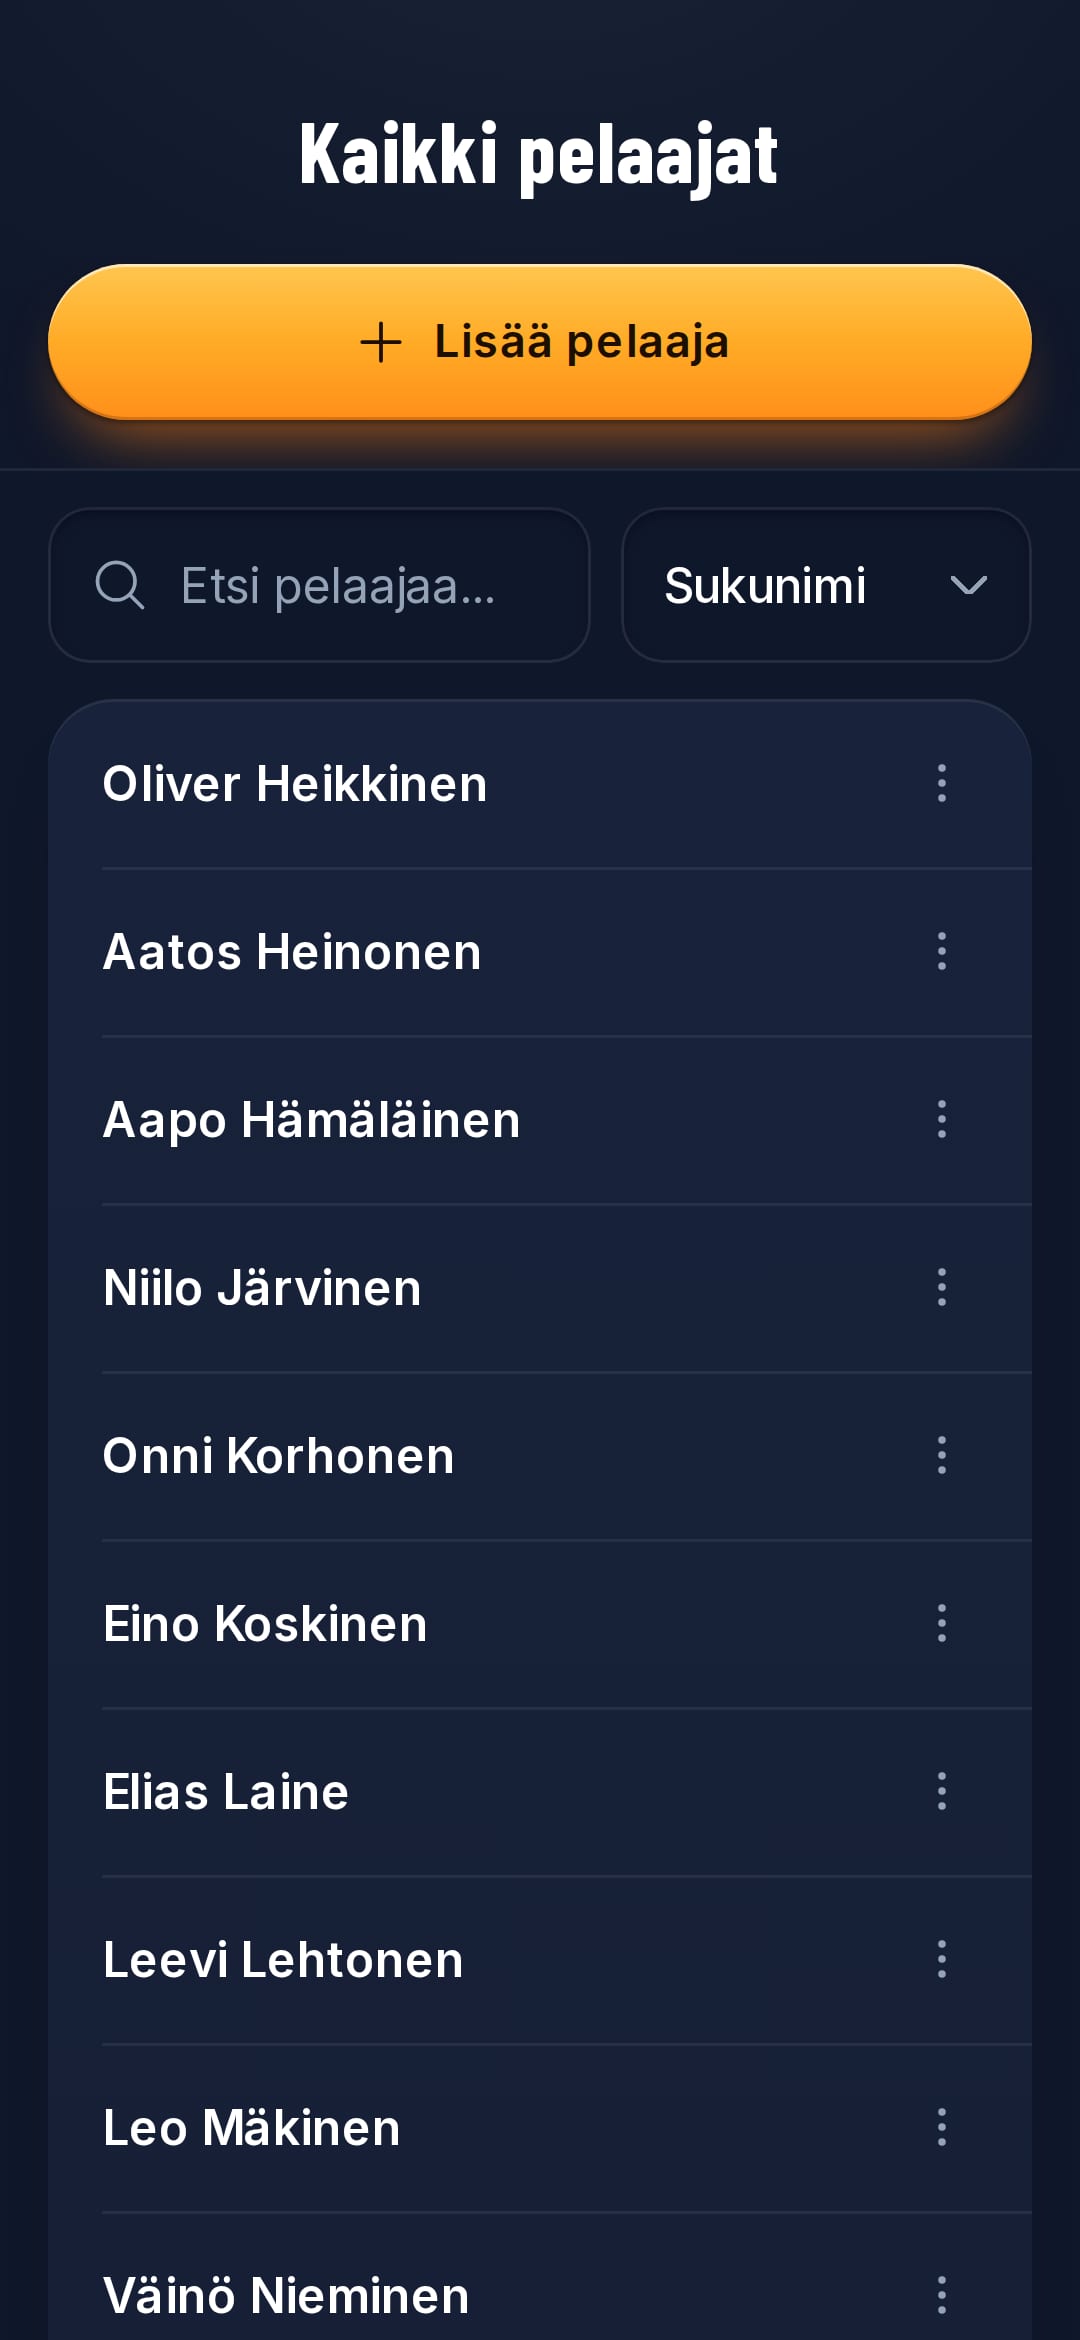 Kaikki pelaajat
Lisää pelaaja
Etsi pelaajaa...
Sukunimi
Oliver Heikkinen
Aatos Heinonen
Aapo Hämäläinen
Niilo Järvinen
Onni Korhonen
Eino Koskinen
Elias Laine
Leevi Lehtonen
Leo Mäkinen
Väinö Nieminen